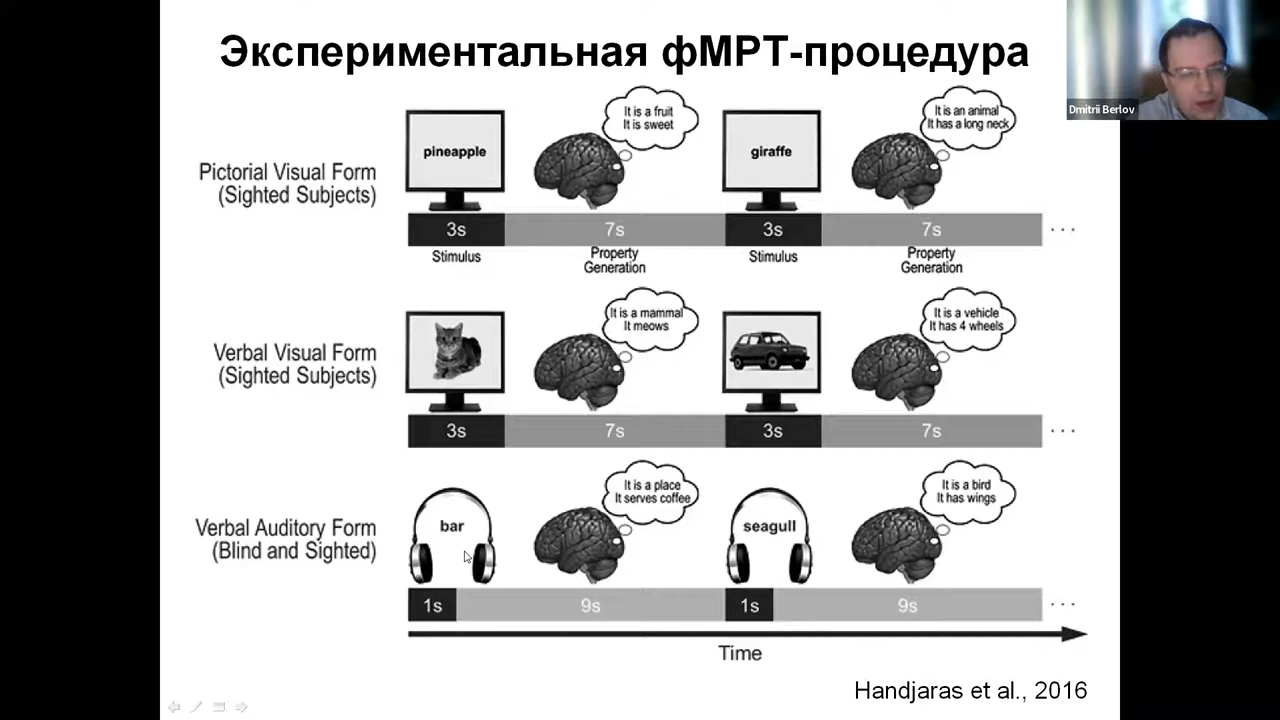 Экспериментальная фМРТ-процедура
Dmitrii Berlov
Pictorial Visual Form
(Sighted Subjects)
pineapple
It is a fruit
It is sweet
giraffe
It is an animal
It has a long neck
3s
7s
3s
7s
...
Stimulus
Property
Generation
Stimulus
Property
Generation
Verbal Visual Form
(Sighted Subjects)
It is a mammal
It meows
It is a vehicle
It has 4 wheels
3s
7s
3s
7s
...
Verbal Auditory Form
(Blind and Sighted)
bar
It is a place
It serves coffee
seagull
It is a bird
It has wings
1s
9s
1s
9s
...
Time
Handjaras et al., 2016